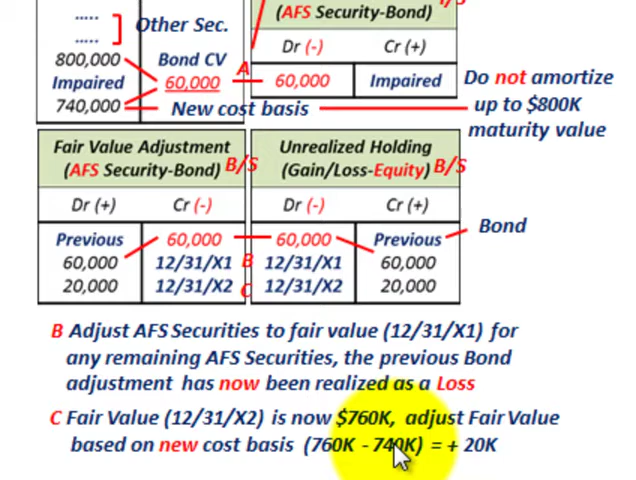 .....
.....
Other Sec.
800,000 Bond CV
Impaired 60,000
740,000 New cost basis
A
(AFS Security-Bond)
Dr (-) Cr (+)
60,000 Impaired
Do not amortize
up to $800K
maturity value
Fair Value Adjustment
(AFS Security-Bond) B/S
Dr (+) Cr (-)
Previous 60,000
60,000 12/31/X1 B
20,000 12/31/X2 C
Unrealized Holding
(Gain/Loss-Equity) B/S
Dr (-) Cr (+)
60,000 Previous
12/31/X1 60,000
12/31/X2 20,000
Bond
B Adjust AFS Securities to fair value (12/31/X1) for
any remaining AFS Securities, the previous Bond
adjustment has now been realized as a Loss
C Fair Value (12/31/X2) is now $760K, adjust Fair Value
based on new cost basis (760K - 740K) = + 20K